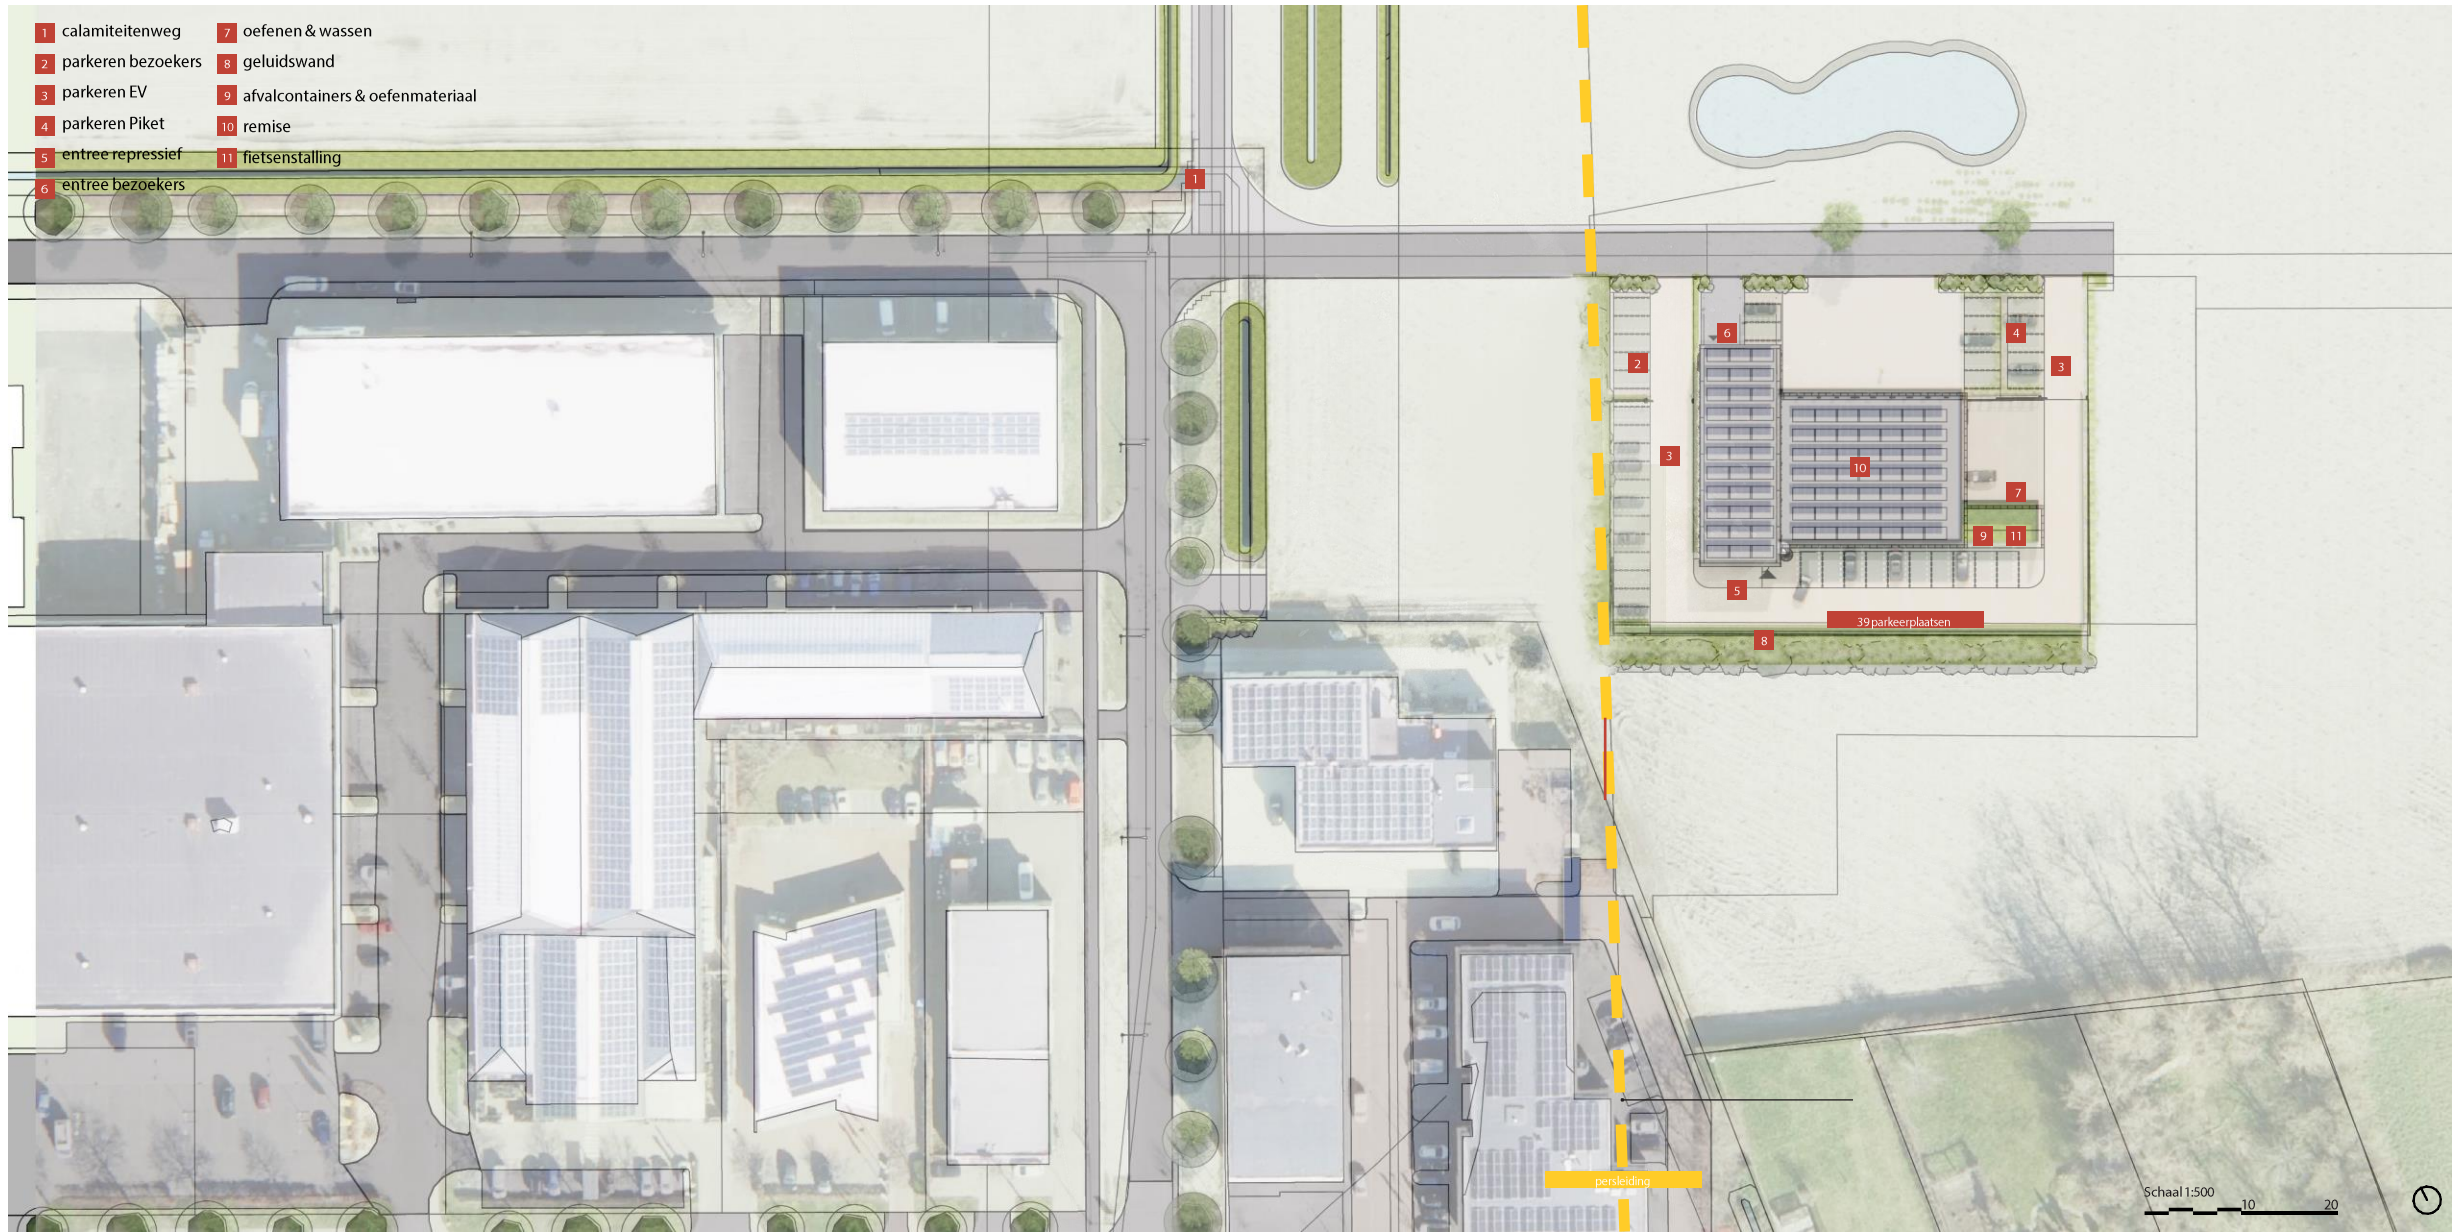 1 calamiteitenweg
2 parkeren bezoekers
3 parkeren EV
4 parkeren Piket
5 entree repressief
6 entree bezoekers
7 oefenen & wassen
8 geluidswand
9 afvalcontainers & oefenmateriaal
10 remise
11 fietsenstalling
1
6
4
2
3
3
10
7
9
11
5
39 parkeerplaatsen
8
persleiding
Schaal 1:500
10
20